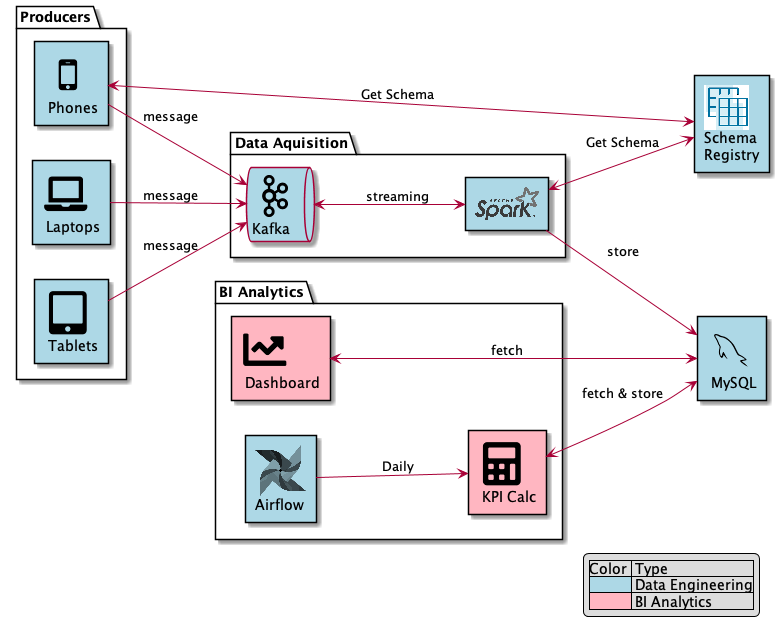 Producers
Phones
Laptops
Tablets
message
message
message
Get Schema
Data Aquisition
Kafka
streaming
APACHE
Spark
Get Schema
Schema
Registry
store
BI Analytics
Dashboard
fetch
MySQL
fetch & store
Airflow
Daily
KPI Calc
Color Type
Data Engineering
BI Analytics